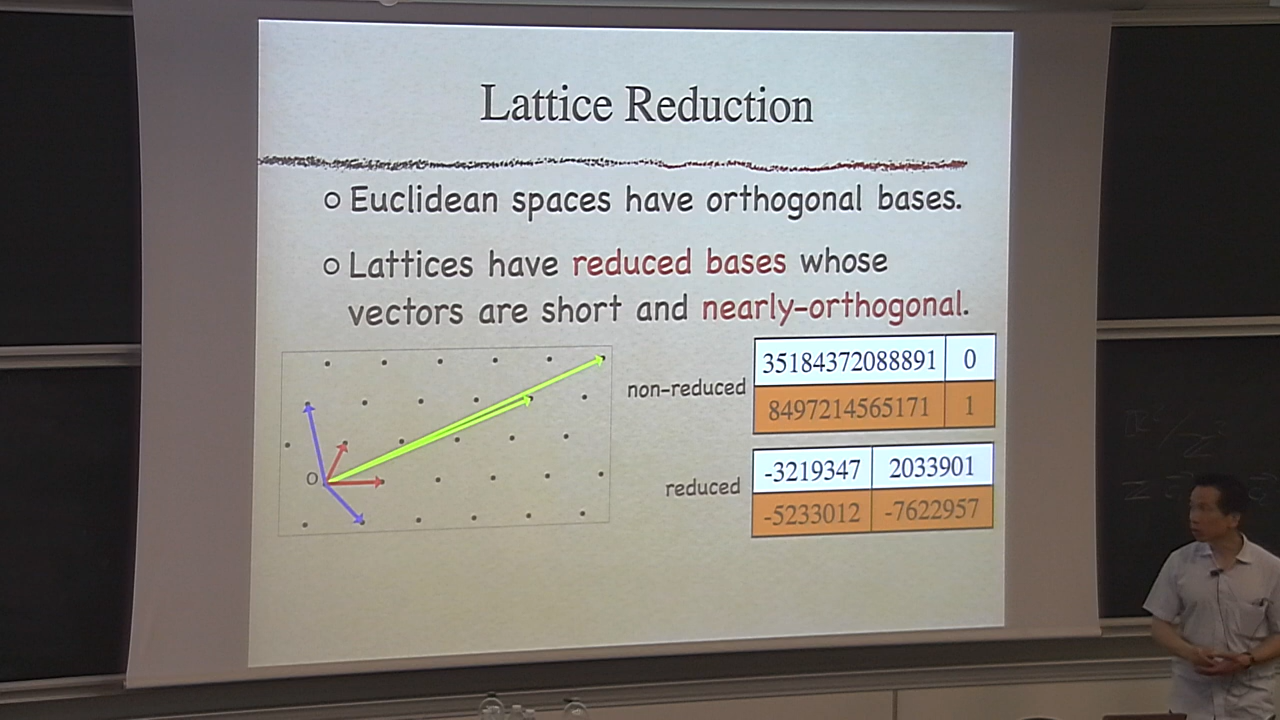 Lattice Reduction
Euclidean spaces have orthogonal bases.
Lattices have reduced bases whose
vectors are short and nearly-orthogonal.
O
non-reduced
35184372088891 0
8497214565171 1
reduced
-3219347 2033901
-5233012 -7622957